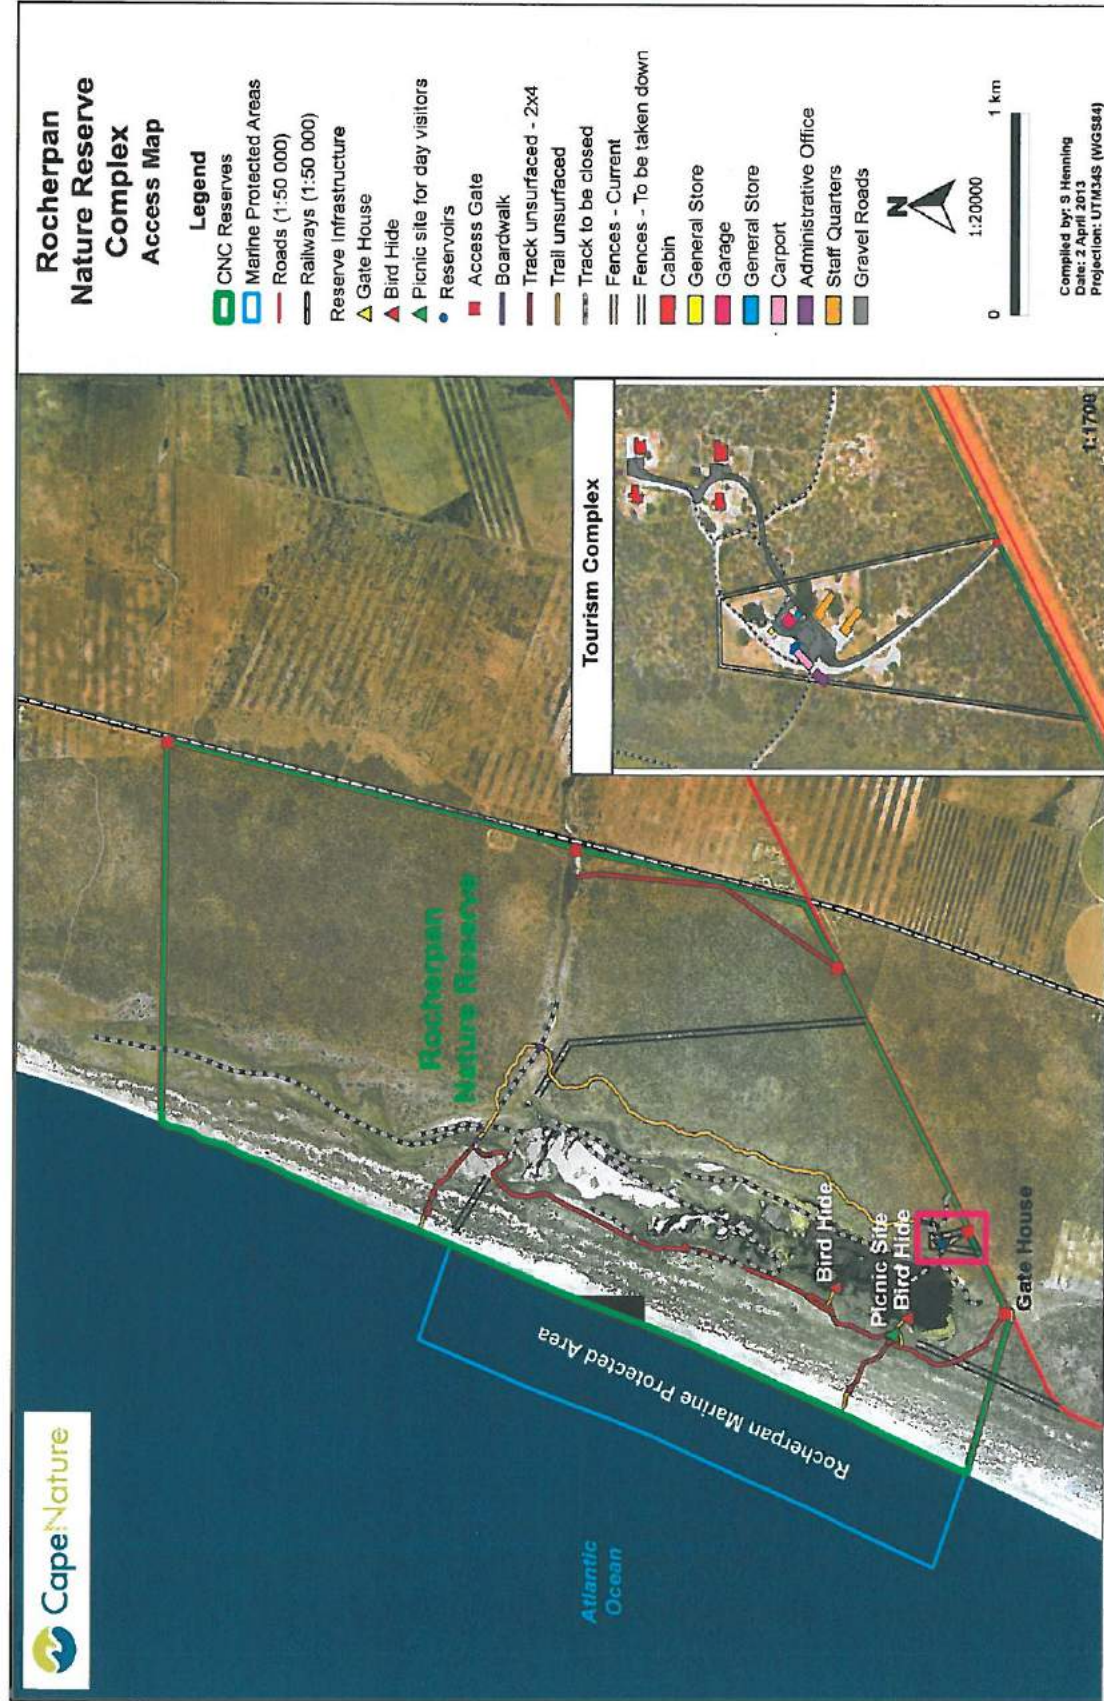 CapeNature
Atlantic
Ocean
Rocherpan Marine Protected Area
Rocherpan
Nature Reserve
Bird Hide
Picnic Site
Bird Hide
Gate House
Tourism Complex
1:1700
Rocherpan
Nature Reserve
Complex
Access Map
Legend
CNC Reserves
Marine Protected Areas
Roads (1:50 000)
Railways (1:50 000)
Reserve Infrastructure
Gate House
Bird Hide
Picnic site for day visitors
Reservoirs
Access Gate
Boardwalk
Track unsurfaced - 2x4
Trail unsurfaced
Track to be closed
Fences - Current
Fences - To be taken down
Cabin
General Store
Garage
General Store
Carport
Administrative Office
Staff Quarters
Gravel Roads
N
1:20000
0 1 km
Compiled by: S Henning
Date: 2 April 2013
Projection: UTM34S (WGS84)